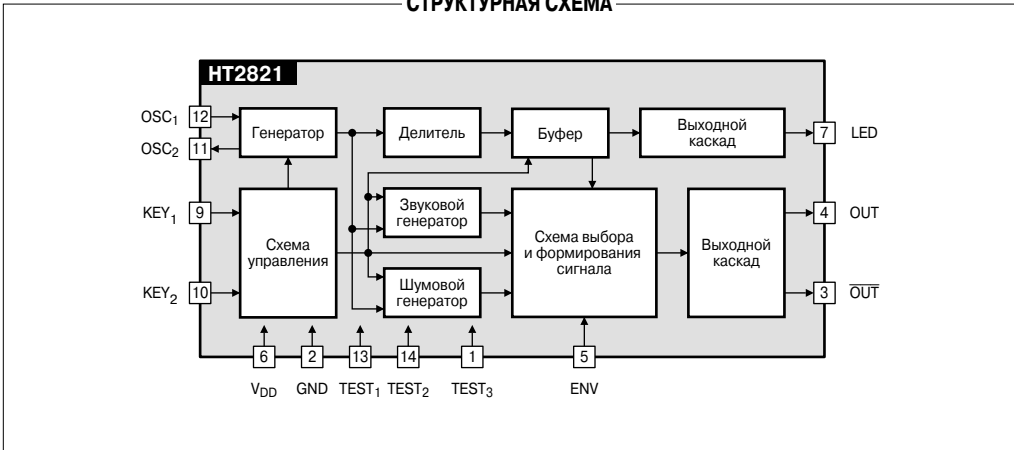 СТРУКТУРНАЯ СХЕМА
HT2821
OSC1
12
Генератор
Делитель
Буфер
Выходной
каскад
7
LED
OSC2
11
KEY1
9
Схема
управления
Звуковой
генератор
Схема выбора
и формирования
сигнала
Выходной
каскад
4
OUT
KEY2
10
Шумовой
генератор
3
OUT
6
2
13
14
1
5
VDD
GND
TEST1
TEST2
TEST3
ENV